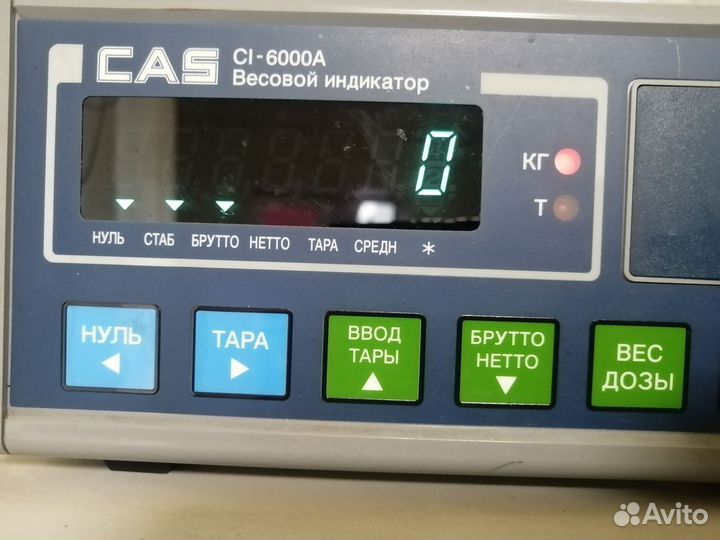 CAS CI-6000A
Весовой индикатор
0
КГ
Т
НУЛЬ СТАБ БРУТТО НЕТТО ТАРА СРЕДН *
НУЛЬ
ТАРА
ВВОД
ТАРЫ
БРУТТО
НЕТТО
ВЕС
ДОЗЫ
Avito